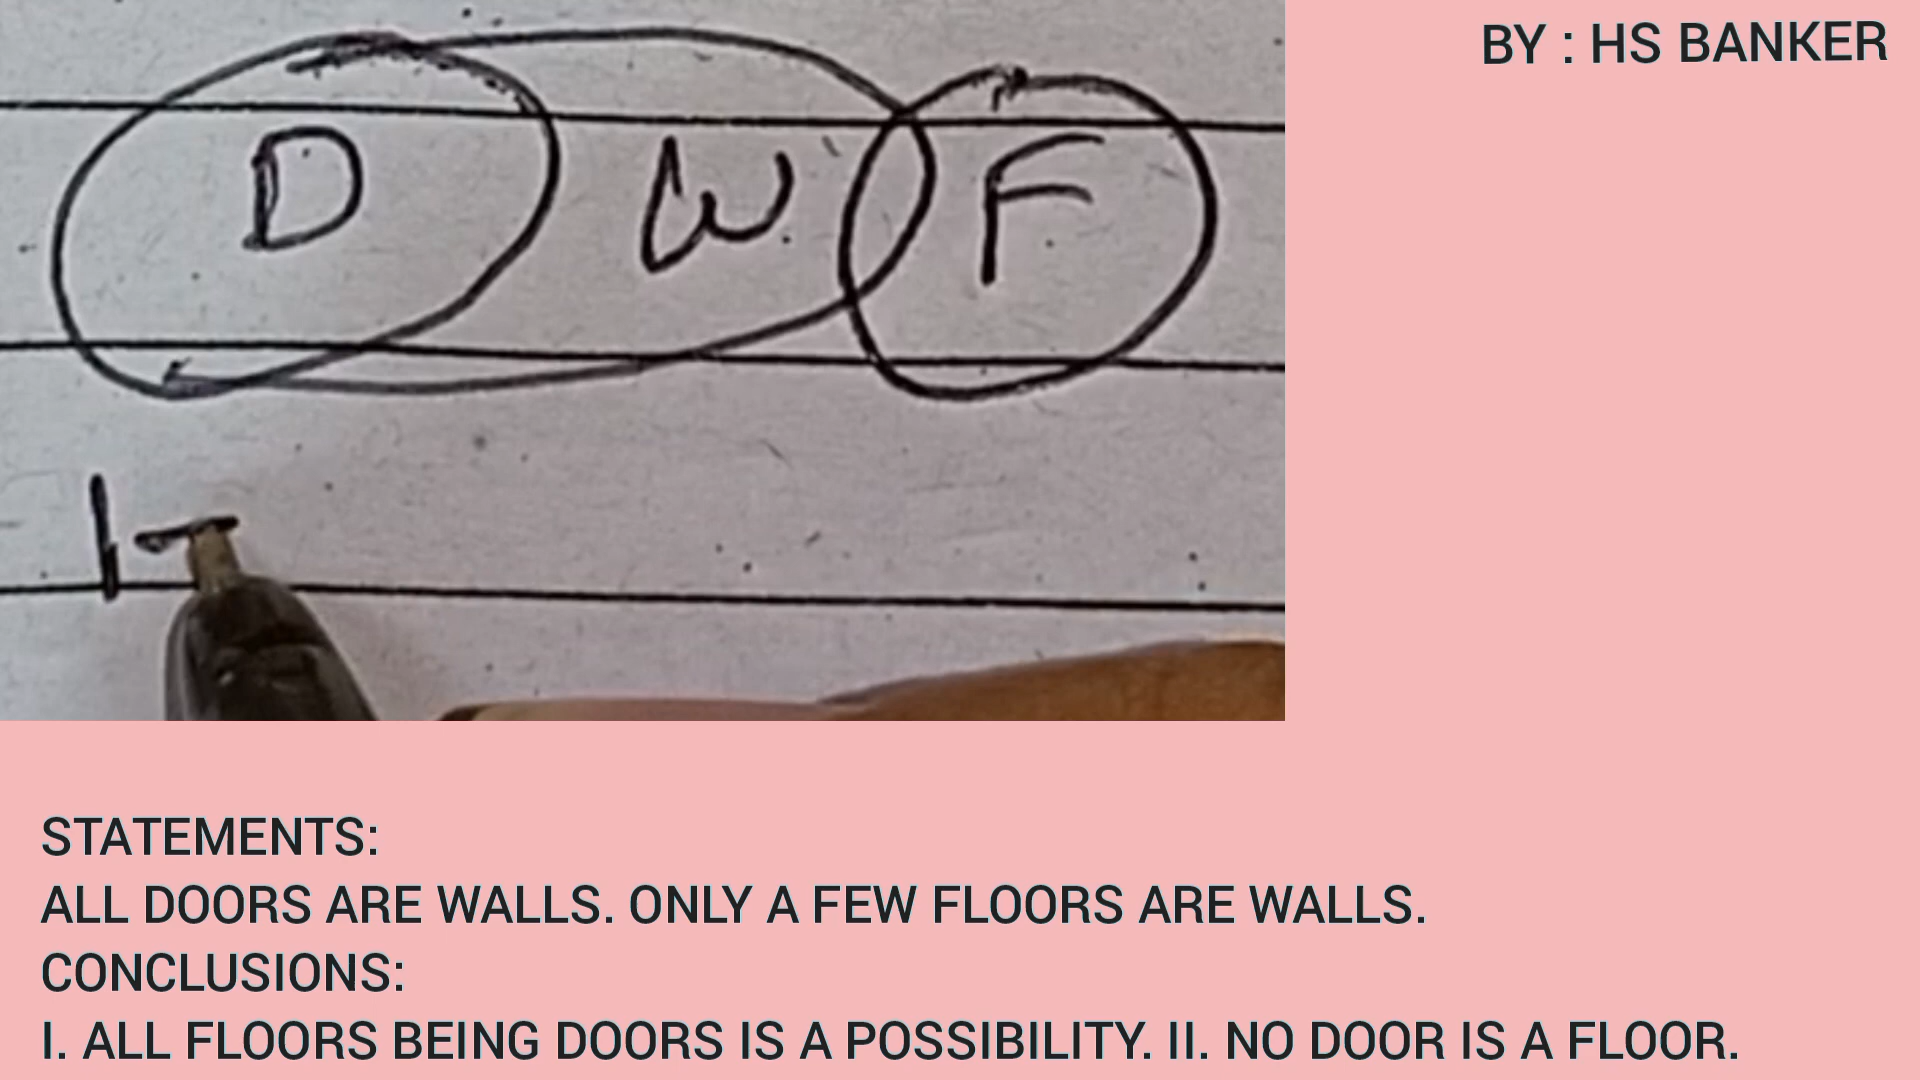 BY : HS BANKER
D W F
1-
STATEMENTS:
ALL DOORS ARE WALLS. ONLY A FEW FLOORS ARE WALLS.
CONCLUSIONS:
I. ALL FLOORS BEING DOORS IS A POSSIBILITY. II. NO DOOR IS A FLOOR.